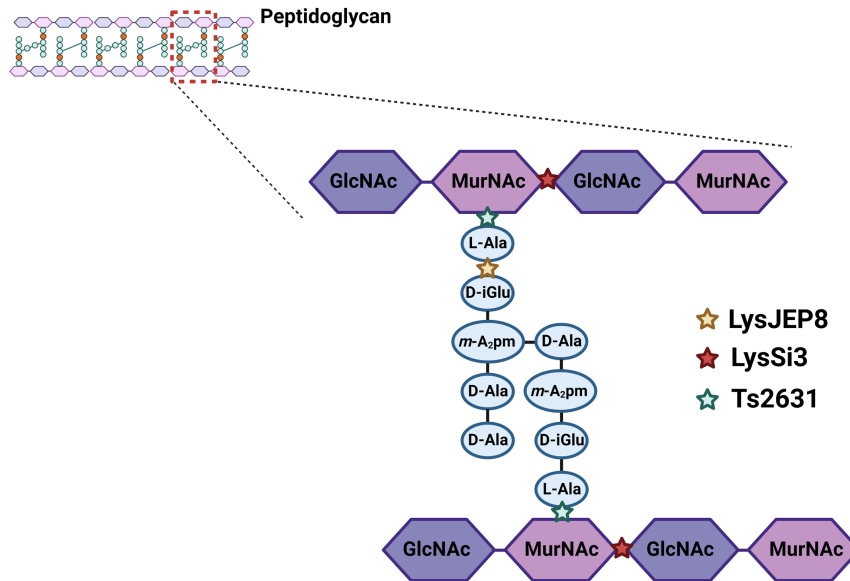 Peptidoglycan
GlcNAc MurNAc GlcNAc MurNAc
L-Ala
D-iGlu
m-A₂pm D-Ala
D-Ala m-A₂pm
D-Ala D-iGlu
L-Ala
GlcNAc MurNAc GlcNAc MurNAc
LysJEP8
LysSi3
Ts2631